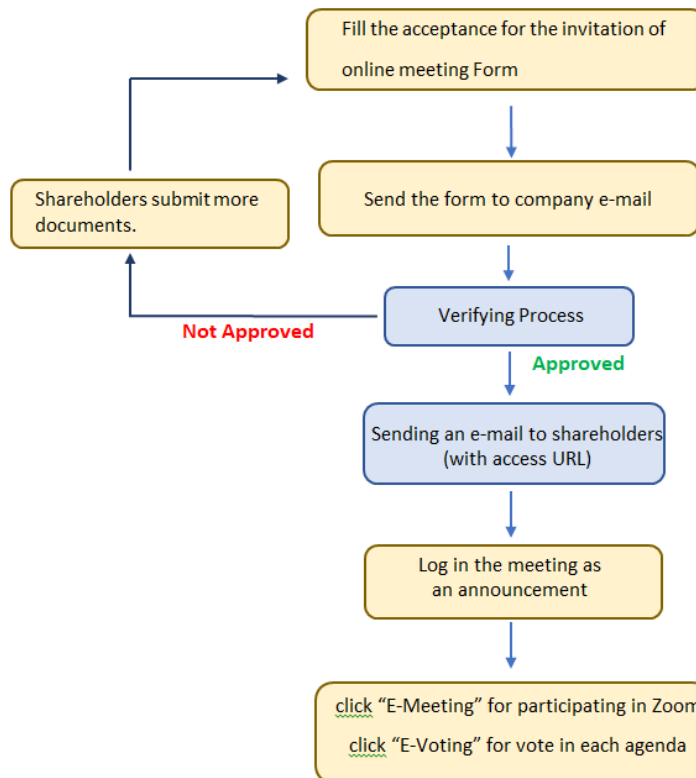 Fill the acceptance for the invitation of
online meeting Form
Shareholders submit more
documents.
Send the form to company e-mail
Verifying Process
Not Approved
Approved
Sending an e-mail to shareholders
(with access URL)
Log in the meeting as
an announcement
click “E-Meeting” for participating in Zoom
click “E-Voting” for vote in each agenda